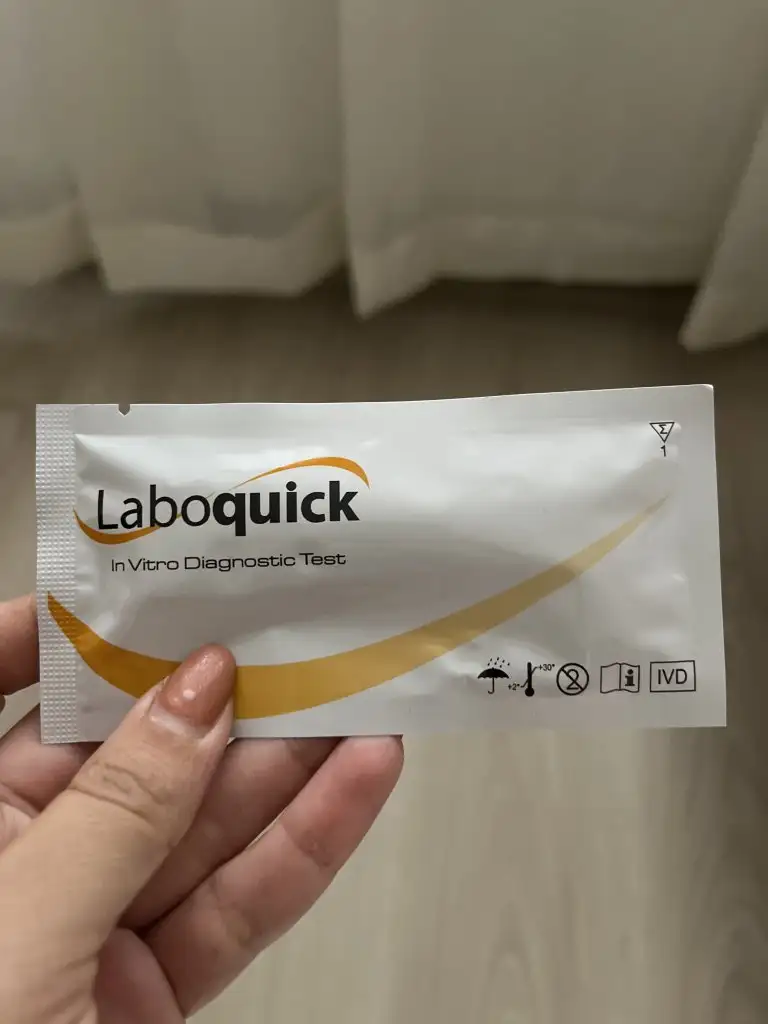 Σ
1
Laboquick
In Vitro Diagnostic Test
+2° +30° 2 i IVD